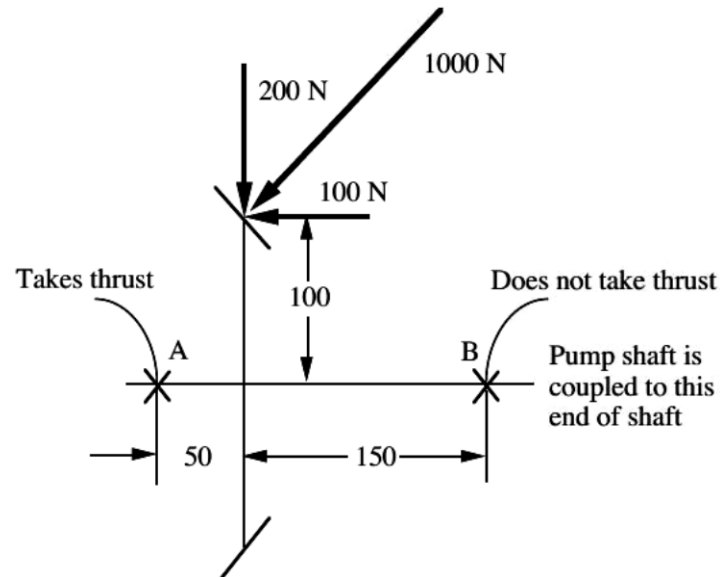 1000 N
200 N
100 N
Takes thrust
100
Does not take thrust
A
B
Pump shaft is
coupled to this
end of shaft
50
150